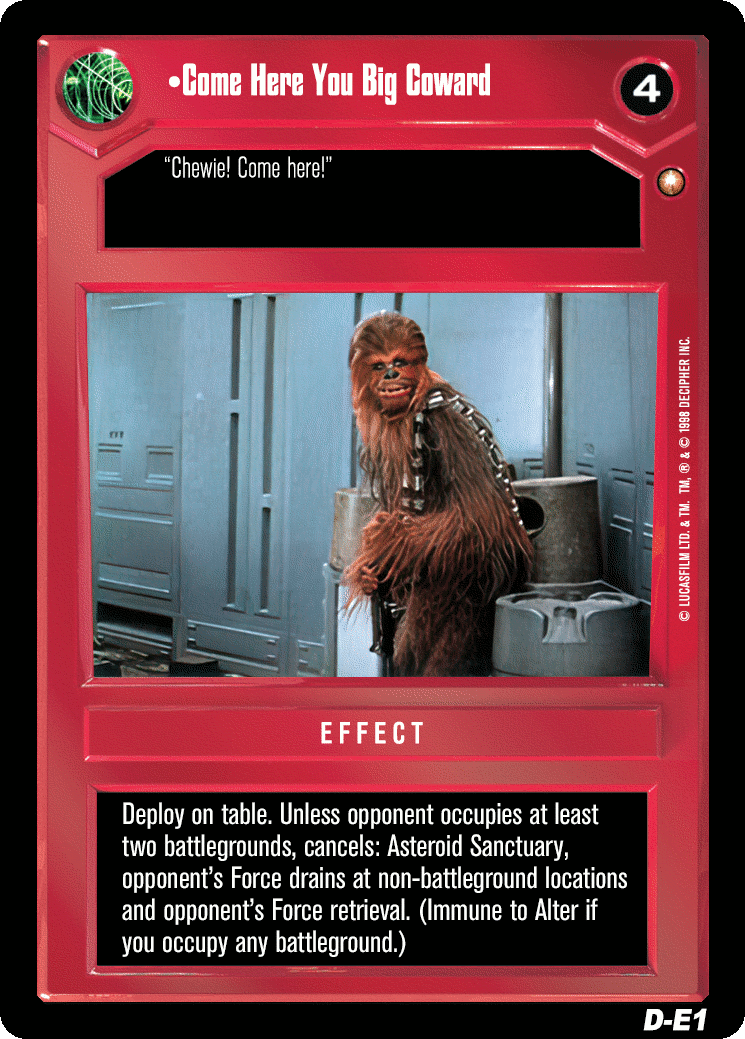 •Come Here You Big Coward
4
“Chewie! Come here!”
© LUCASFILM LTD. & TM. TM, ® & © 1998 DECIPHER INC.
EFFECT
Deploy on table. Unless opponent occupies at least
two battlegrounds, cancels: Asteroid Sanctuary,
opponent’s Force drains at non-battleground locations
and opponent’s Force retrieval. (Immune to Alter if
you occupy any battleground.)
D-E1